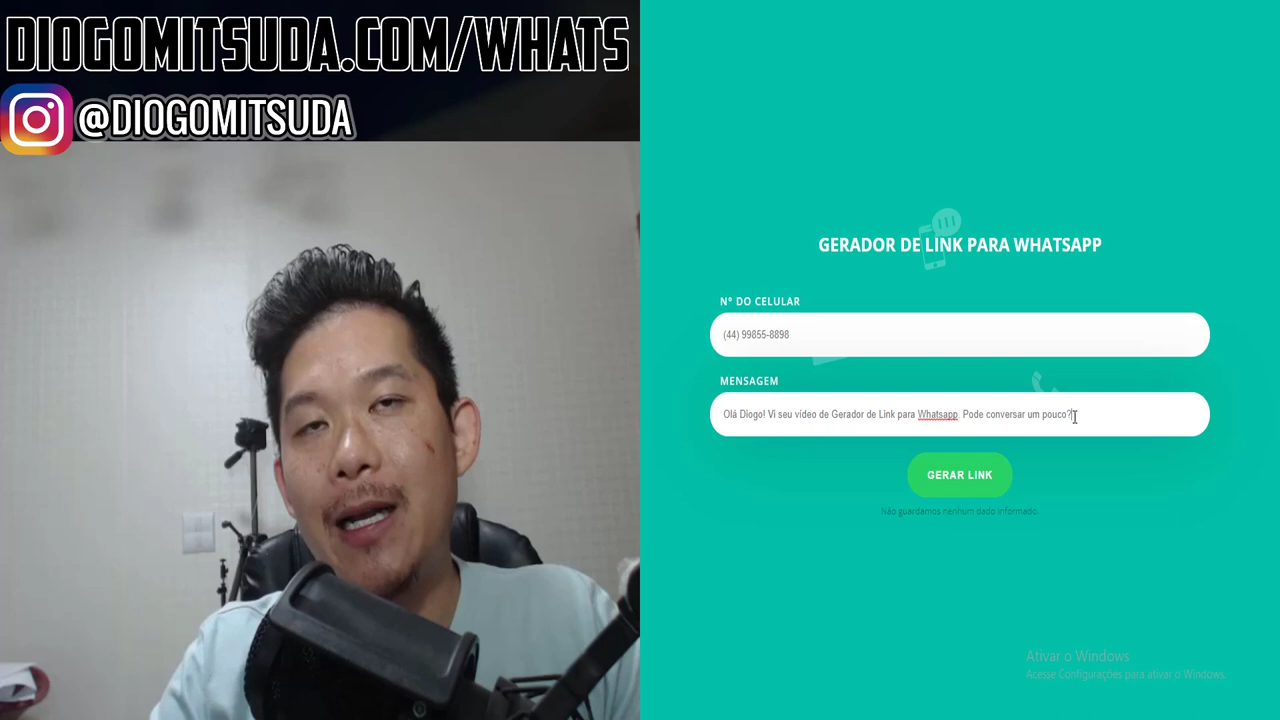 DIOGOMITSUDA.COM/WHATS
@DIOGOMITSUDA
GERADOR DE LINK PARA WHATSAPP
Nº DO CELULAR
(44) 99855-8898
MENSAGEM
Olá Diogo! Vi seu vídeo de Gerador de Link para Whatsapp. Pode conversar um pouco?
GERAR LINK
Não guardamos nenhum dado informado.
Ativar o Windows
Acesse Configurações para ativar o Windows.